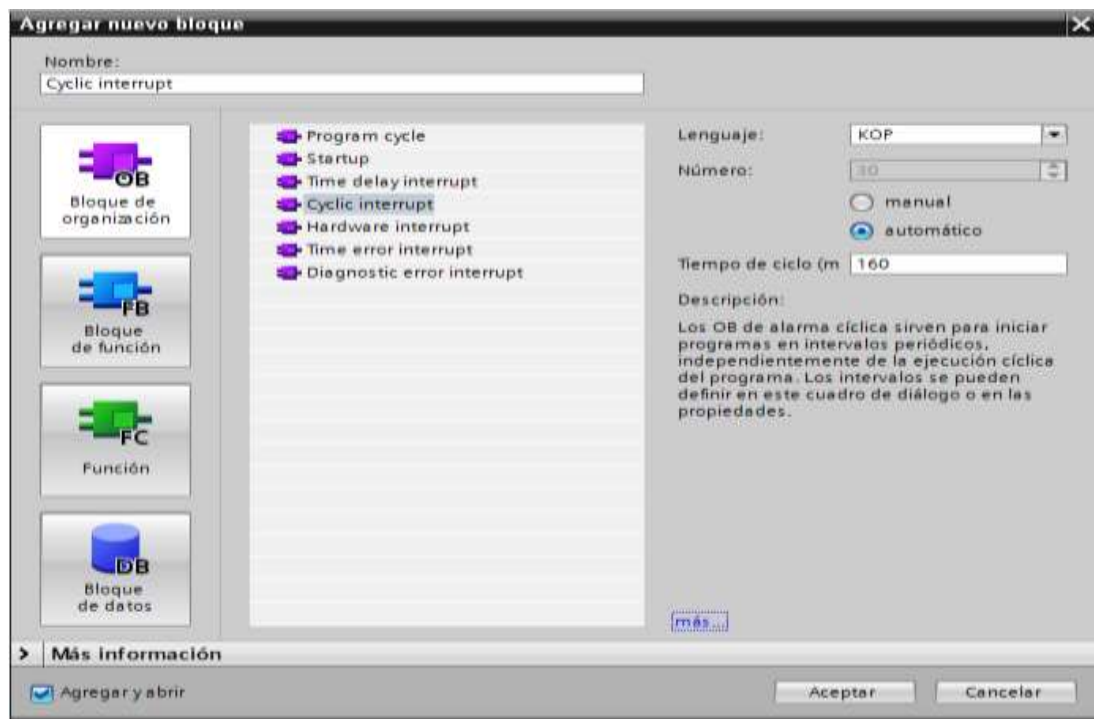 Agregar nuevo bloque
Nombre:
Cyclic interrupt
OB
Bloque de
organización
FB
Bloque
de función
FC
Función
DB
Bloque
de datos
Program cycle
Startup
Time delay interrupt
Cyclic interrupt
Hardware interrupt
Time error interrupt
Diagnostic error interrupt
Lenguaje:
KOP
Número:
30
manual
automático
Tiempo de ciclo (m
160
Descripción:
Los OB de alarma cíclica sirven para iniciar
programas en intervalos periódicos,
independientemente de la ejecución cíclica
del programa. Los intervalos se pueden
definir en este cuadro de diálogo o en las
propiedades.
más...
> Más información
Agregar y abrir
Aceptar
Cancelar